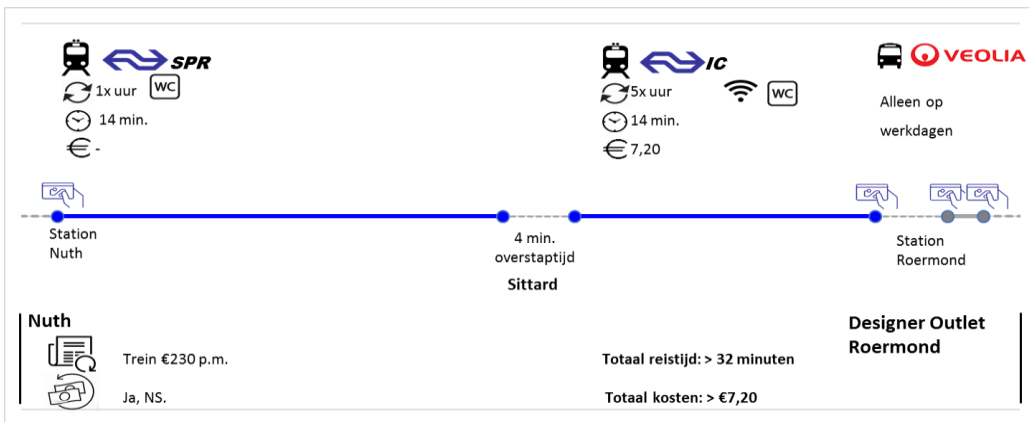 SPR
1x uur WC
14 min.
€ -
IC
5x uur WC
14 min.
€ 7,20
VEOLIA
Alleen op
werkdagen
Station
Nuth
4 min.
overstaptijd
Sittard
Station
Roermond
Nuth
Trein €230 p.m.
Ja, NS.
Totaal reistijd: > 32 minuten
Totaal kosten: > €7,20
Designer Outlet
Roermond